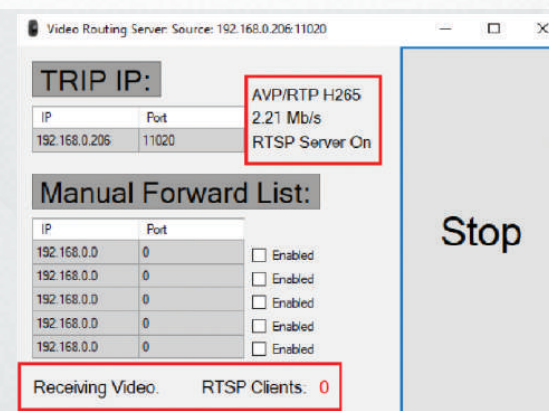 Video Routing Server: Source: 192.168.0.206:11020
TRIP IP:
AVP/RTP H265
2.21 Mb/s
RTSP Server On
IP Port
192.168.0.206 11020
Manual Forward List:
IP Port
192.168.0.0 0 Enabled
192.168.0.0 0 Enabled
192.168.0.0 0 Enabled
192.168.0.0 0 Enabled
192.168.0.0 0 Enabled
Stop
Receiving Video. RTSP Clients: 0